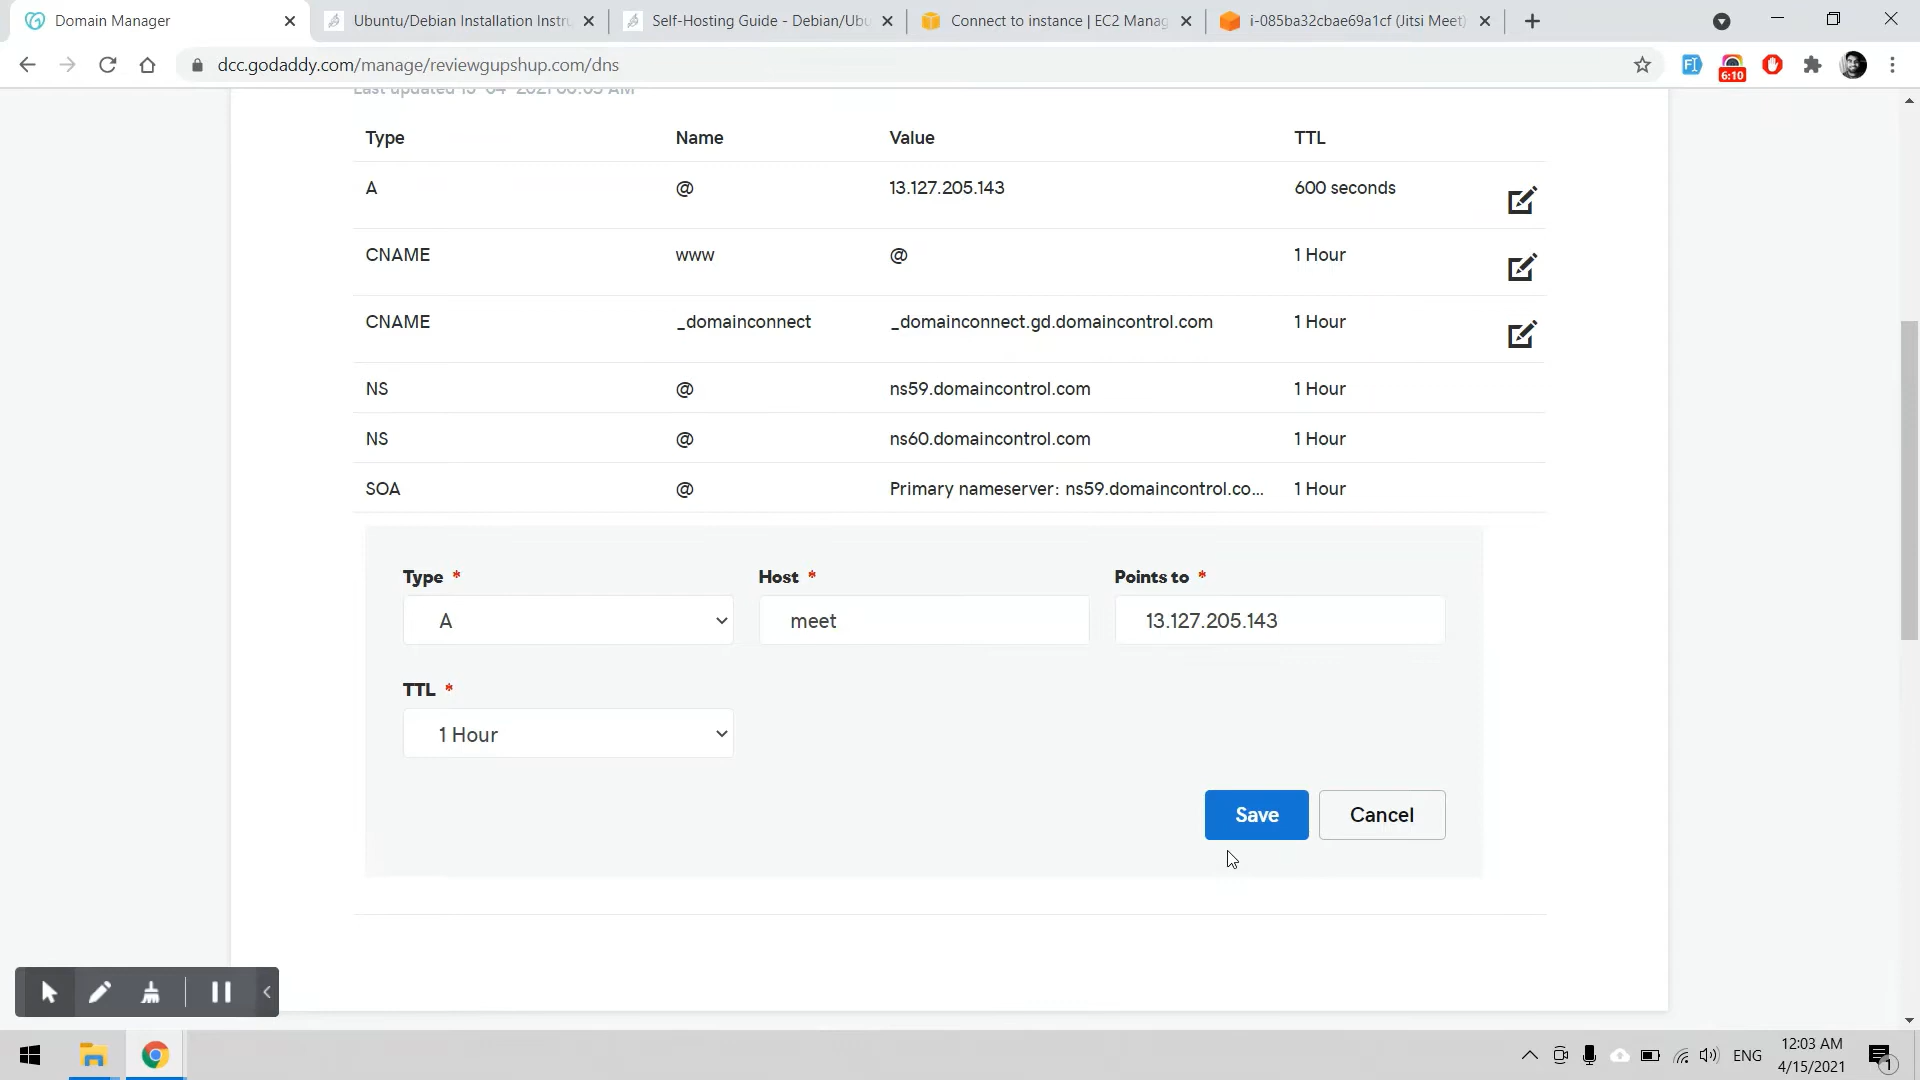 Domain Manager
Ubuntu/Debian Installation Instru
Self-Hosting Guide - Debian/Ubu
Connect to instance | EC2 Manag
i-085ba32cbae69a1cf (Jitsi Meet)
dcc.godaddy.com/manage/reviewgupshup.com/dns
6:10
Type Name Value TTL
A @ 13.127.205.143 600 seconds
CNAME www @ 1 Hour
CNAME _domainconnect _domainconnect.gd.domaincontrol.com 1 Hour
NS @ ns59.domaincontrol.com 1 Hour
NS @ ns60.domaincontrol.com 1 Hour
SOA @ Primary nameserver: ns59.domaincontrol.co... 1 Hour
Type * Host * Points to *
A meet 13.127.205.143
TTL *
1 Hour
Save Cancel
ENG
12:03 AM
4/15/2021
1